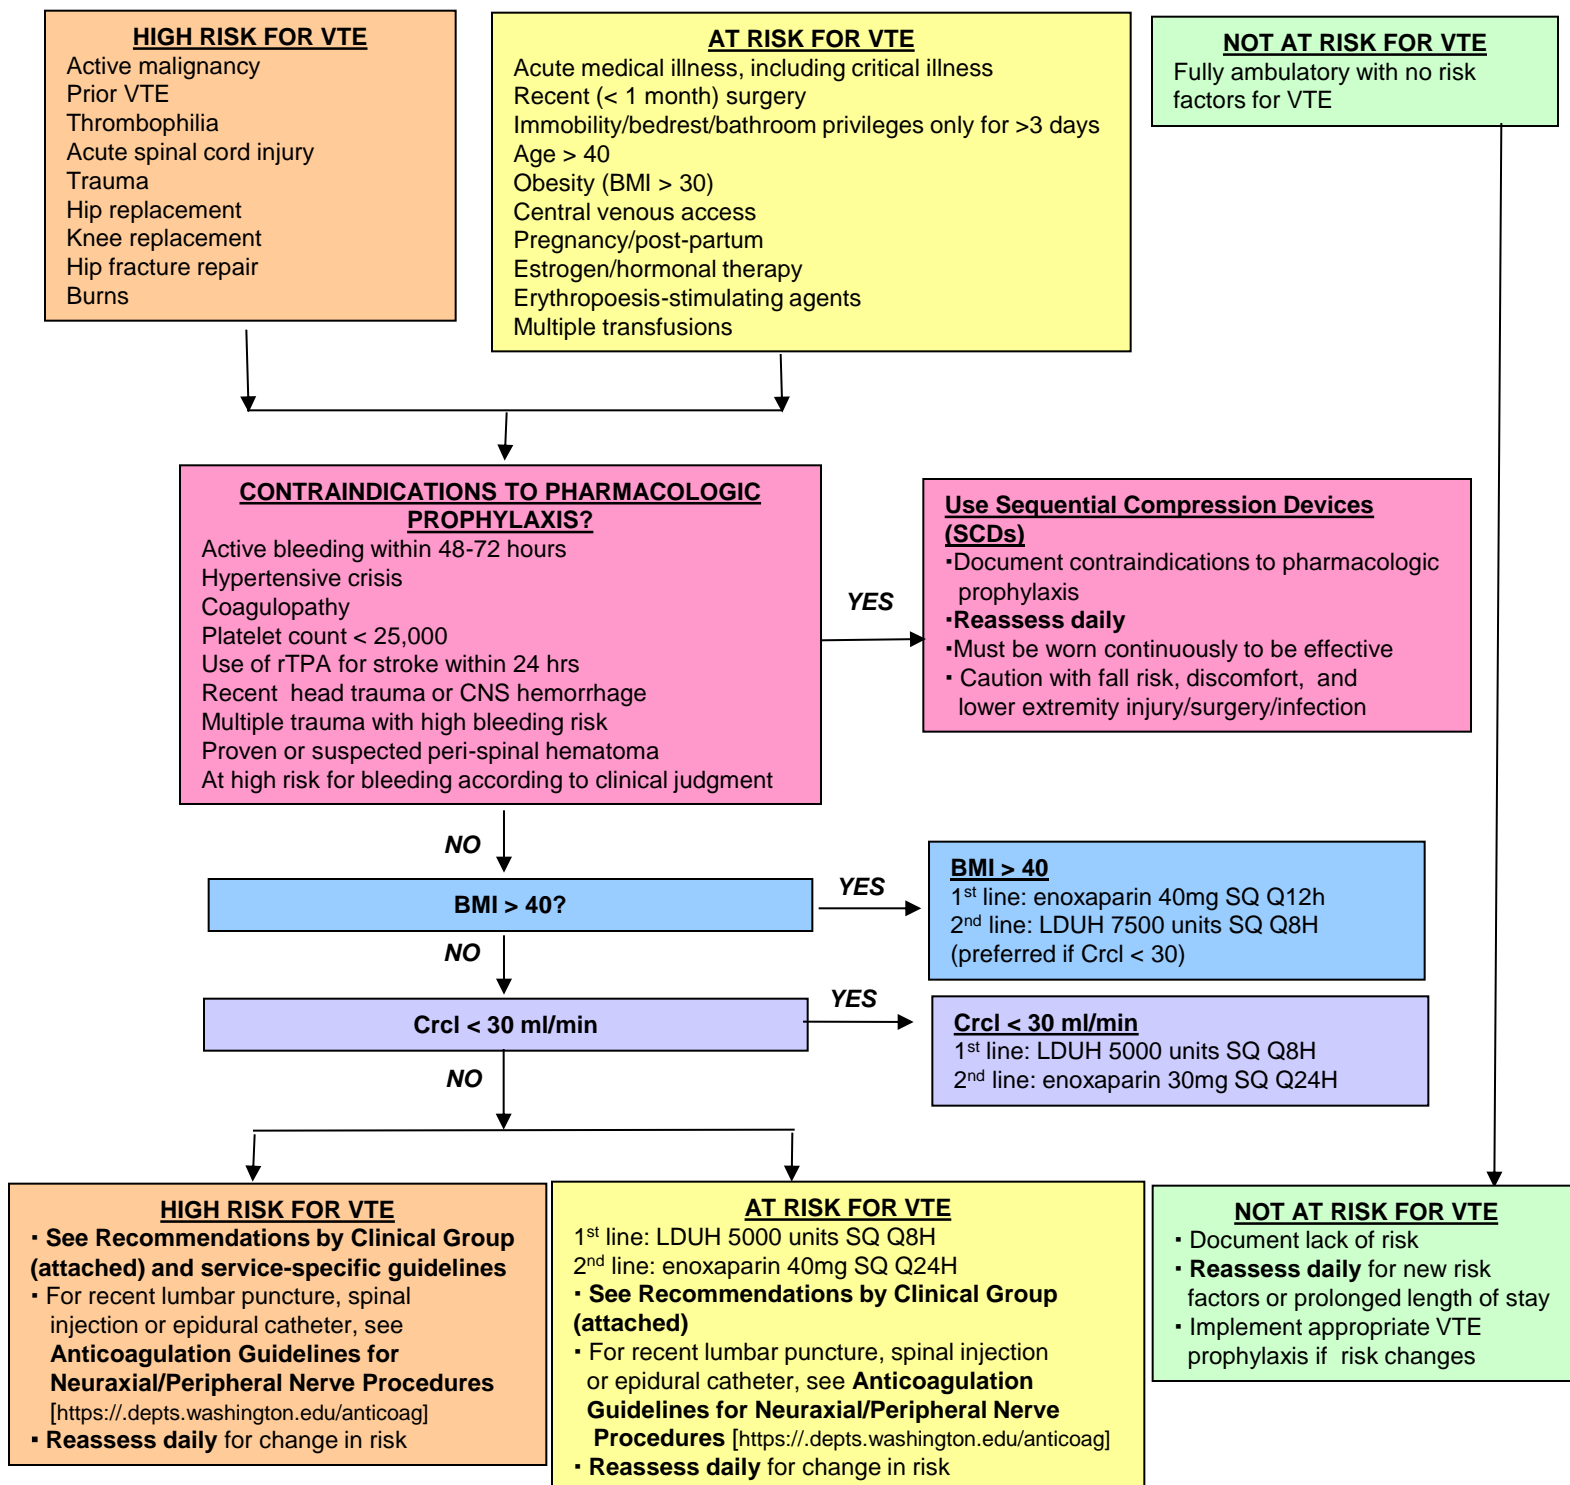 HIGH RISK FOR VTE
Active malignancy
Prior VTE
Thrombophilia
Acute spinal cord injury
Trauma
Hip replacement
Knee replacement
Hip fracture repair
Burns
AT RISK FOR VTE
Acute medical illness, including critical illness
Recent (< 1 month) surgery
Immobility/bedrest/bathroom privileges only for >3 days
Age > 40
Obesity (BMI > 30)
Central venous access
Pregnancy/post-partum
Estrogen/hormonal therapy
Erythropoesis-stimulating agents
Multiple transfusions
NOT AT RISK FOR VTE
Fully ambulatory with no risk
factors for VTE
CONTRAINDICATIONS TO PHARMACOLOGIC
PROPHYLAXIS?
Active bleeding within 48-72 hours
Hypertensive crisis
Coagulopathy
Platelet count < 25,000
Use of rTPA for stroke within 24 hrs
Recent head trauma or CNS hemorrhage
Multiple trauma with high bleeding risk
Proven or suspected peri-spinal hematoma
At high risk for bleeding according to clinical judgment
YES
Use Sequential Compression Devices
(SCDs)
▪Document contraindications to pharmacologic
prophylaxis
▪Reassess daily
▪Must be worn continuously to be effective
▪ Caution with fall risk, discomfort, and
lower extremity injury/surgery/infection
NO
BMI > 40?
YES
BMI > 40
1st line: enoxaparin 40mg SQ Q12h
2nd line: LDUH 7500 units SQ Q8H
(preferred if Crcl < 30)
NO
Crcl < 30 ml/min
YES
Crcl < 30 ml/min
1st line: LDUH 5000 units SQ Q8H
2nd line: enoxaparin 30mg SQ Q24H
NO
HIGH RISK FOR VTE
▪ See Recommendations by Clinical Group
(attached) and service-specific guidelines
▪ For recent lumbar puncture, spinal
injection or epidural catheter, see
Anticoagulation Guidelines for
Neuraxial/Peripheral Nerve Procedures
[https://.depts.washington.edu/anticoag]
▪ Reassess daily for change in risk
AT RISK FOR VTE
1st line: LDUH 5000 units SQ Q8H
2nd line: enoxaparin 40mg SQ Q24H
▪ See Recommendations by Clinical Group
(attached)
▪ For recent lumbar puncture, spinal injection
or epidural catheter, see Anticoagulation
Guidelines for Neuraxial/Peripheral Nerve
Procedures [https://.depts.washington.edu/anticoag]
▪ Reassess daily for change in risk
NOT AT RISK FOR VTE
▪ Document lack of risk
▪ Reassess daily for new risk
factors or prolonged length of stay
▪ Implement appropriate VTE
prophylaxis if risk changes